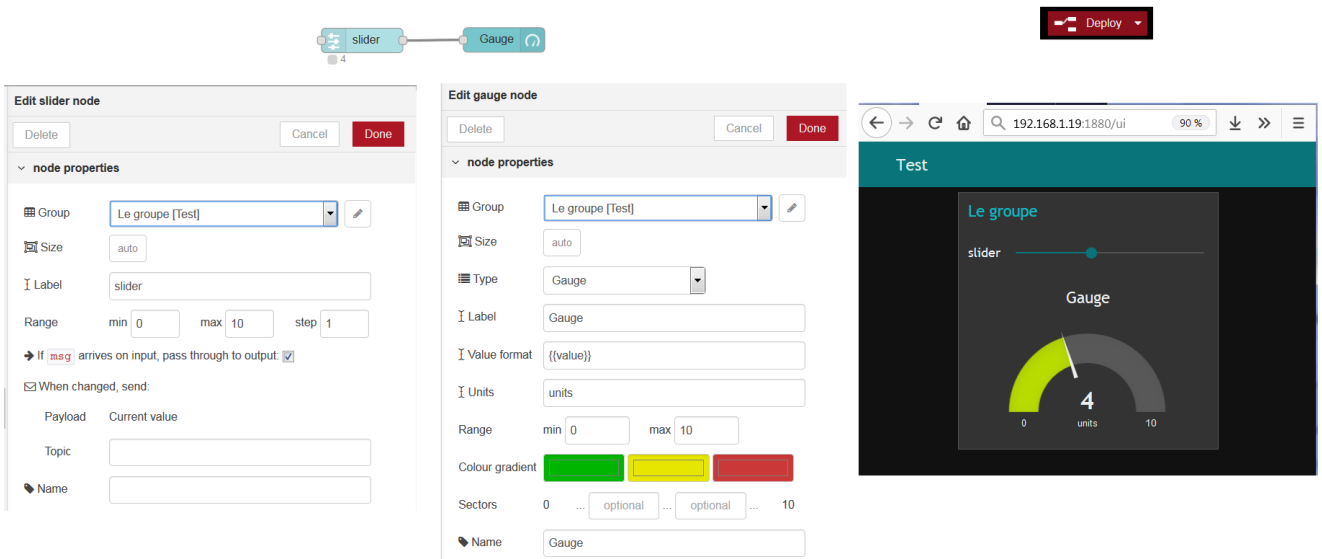 slider
Gauge
4
Deploy
Edit slider node
Delete
Cancel
Done
node properties
Group
Le groupe [Test]
Size
auto
Label
slider
Range
min 0
max 10
step 1
If msg arrives on input, pass through to output:
When changed, send:
Payload
Current value
Topic
Name
Edit gauge node
Delete
Cancel
Done
node properties
Group
Le groupe [Test]
Size
auto
Type
Gauge
Label
Gauge
Value format
{{value}}
Units
units
Range
min 0
max 10
Colour gradient
Sectors
0 ... optional ... optional ... 10
Name
Gauge
192.168.1.19:1880/ui
90 %
Test
Le groupe
slider
Gauge
4
0
units
10